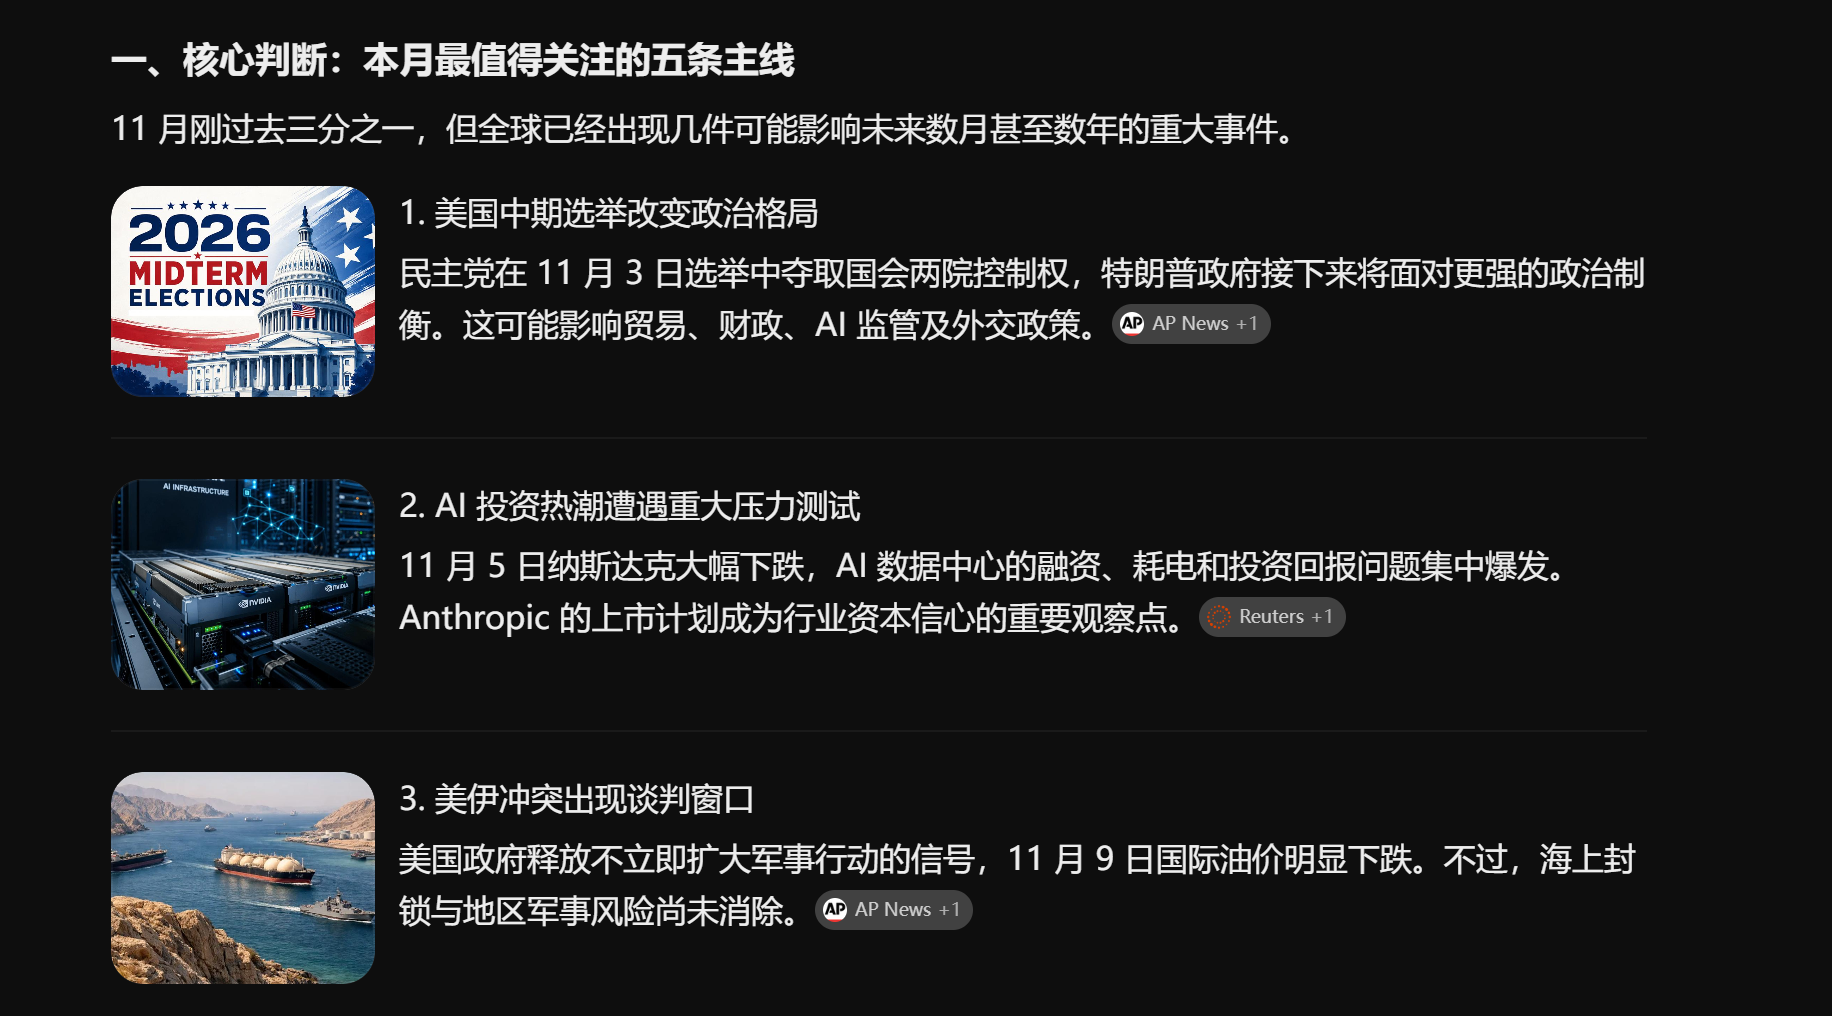 一、核心判断：本月最值得关注的五条主线
11 月刚过去三分之一，但全球已经出现几件可能影响未来数月甚至数年的重大事件。
2026
MIDTERM
ELECTIONS
1. 美国中期选举改变政治格局
民主党在 11 月 3 日选举中夺取国会两院控制权，特朗普政府接下来将面对更强的政治制
衡。这可能影响贸易、财政、AI 监管及外交政策。 AP AP News +1
AI INFRASTRUCTURE
NVIDIA
NVIDIA
2. AI 投资热潮遭遇重大压力测试
11 月 5 日纳斯达克大幅下跌，AI 数据中心的融资、耗电和投资回报问题集中爆发。
Anthropic 的上市计划成为行业资本信心的重要观察点。 Reuters +1
3. 美伊冲突出现谈判窗口
美国政府释放不立即扩大军事行动的信号，11 月 9 日国际油价明显下跌。不过，海上封
锁与地区军事风险尚未消除。 AP AP News +1